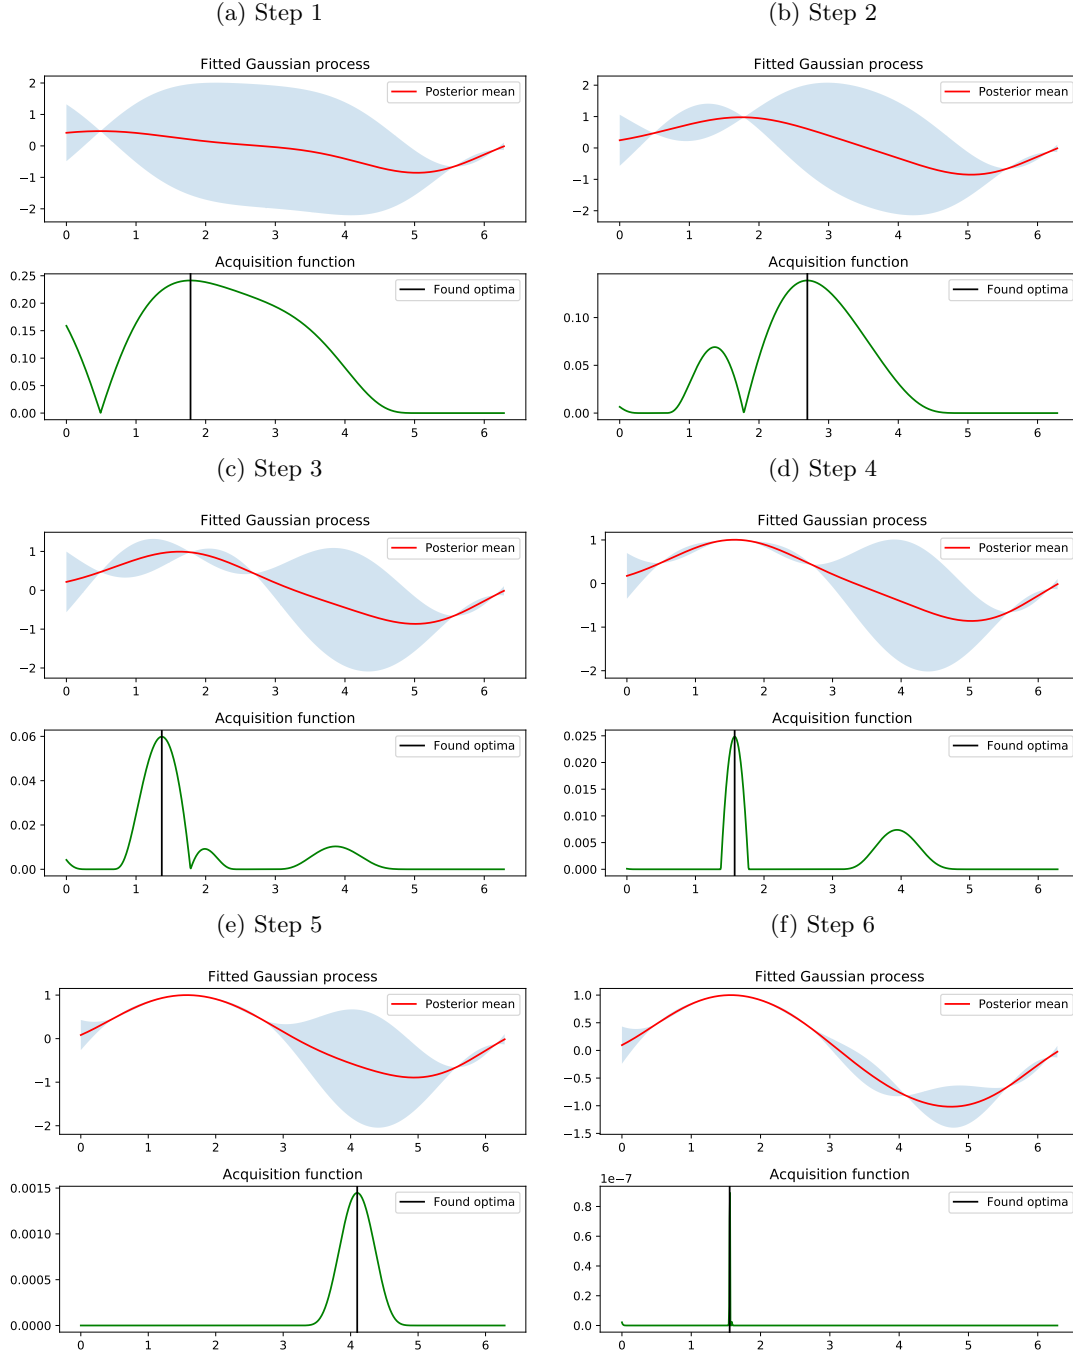 (a) Step 1
Fitted Gaussian process
Posterior mean
2
1
0
−1
−2
0 1 2 3 4 5 6
Acquisition function
Found optima
0.25
0.20
0.15
0.10
0.05
0.00
0 1 2 3 4 5 6
(b) Step 2
Fitted Gaussian process
Posterior mean
2
1
0
−1
−2
0 1 2 3 4 5 6
Acquisition function
Found optima
0.10
0.05
0.00
0 1 2 3 4 5 6
(c) Step 3
Fitted Gaussian process
Posterior mean
1
0
−1
−2
0 1 2 3 4 5 6
Acquisition function
Found optima
0.06
0.04
0.02
0.00
0 1 2 3 4 5 6
(d) Step 4
Fitted Gaussian process
Posterior mean
1
0
−1
−2
0 1 2 3 4 5 6
Acquisition function
Found optima
0.025
0.020
0.015
0.010
0.005
0.000
0 1 2 3 4 5 6
(e) Step 5
Fitted Gaussian process
Posterior mean
1
0
−1
−2
0 1 2 3 4 5 6
Acquisition function
Found optima
0.0015
0.0010
0.0005
0.0000
0 1 2 3 4 5 6
(f) Step 6
Fitted Gaussian process
Posterior mean
1.0
0.5
0.0
−0.5
−1.0
−1.5
0 1 2 3 4 5 6
1e−7
Acquisition function
Found optima
0.8
0.6
0.4
0.2
0.0
0 1 2 3 4 5 6